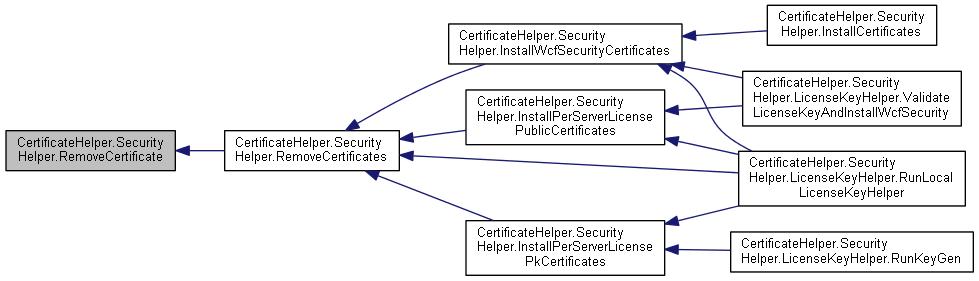 CertificateHelper.Security
Helper.RemoveCertificate
CertificateHelper.Security
Helper.RemoveCertificates
CertificateHelper.Security
Helper.InstallWcfSecurityCertificates
CertificateHelper.Security
Helper.InstallPerServerLicense
PublicCertificates
CertificateHelper.Security
Helper.InstallPerServerLicense
PkCertificates
CertificateHelper.Security
Helper.InstallCertificates
CertificateHelper.Security
Helper.LicenseKeyHelper.Validate
LicenseKeyAndInstallWcfSecurity
CertificateHelper.Security
Helper.LicenseKeyHelper.RunLocal
LicenseKeyHelper
CertificateHelper.Security
Helper.LicenseKeyHelper.RunKeyGen